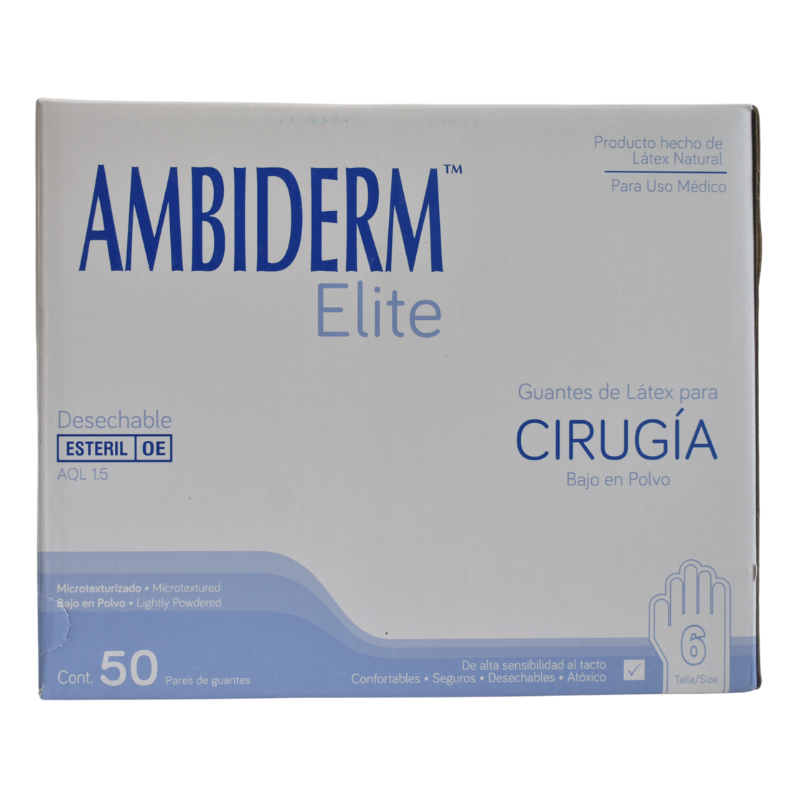 AMBIDERM™
Elite
Producto hecho de
Látex Natural
Para Uso Médico
Desechable
ESTERIL OE
AQL 1.5
Guantes de Látex para
CIRUGÍA
Bajo en Polvo
Microtexturizado • Microtextured
Bajo en Polvo • Lightly Powdered
Cont. 50 Pares de guantes
De alta sensibilidad al tacto
Confortables • Seguros • Desechables • Atóxico
6
Talla/Size